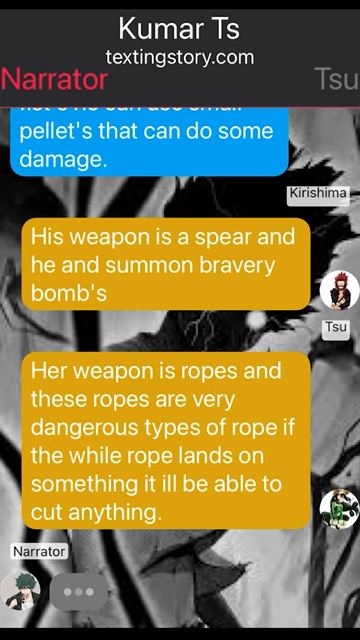 Kumar Ts
textingstory.com
Narrator
Tsu
pellet's that can do some
damage.
Kirishima
His weapon is a spear and
he and summon bravery
bomb's
Tsu
Her weapon is ropes and
these ropes are very
dangerous types of rope if
the while rope lands on
something it ill be able to
cut anything.
Narrator